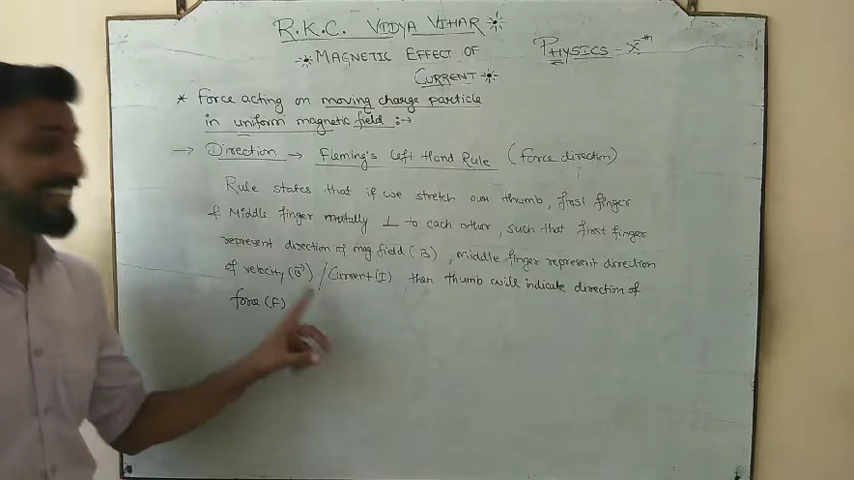 R.K.C. VIDYA VIHAR
MAGNETIC EFFECT OF
CURRENT
PHYSICS - Xth
* Force acting on moving charge particle
in uniform magnetic field :→
→ Direction → Fleming's Left Hand Rule (force direction)
Rule states that if we stretch our thumb, first finger
& Middle finger mutually ⊥ to each other, such that first finger
represent direction of mag field (B), middle finger represent direction
of velocity (v⃗) / Current (I), then thumb will indicate direction of
force (F)